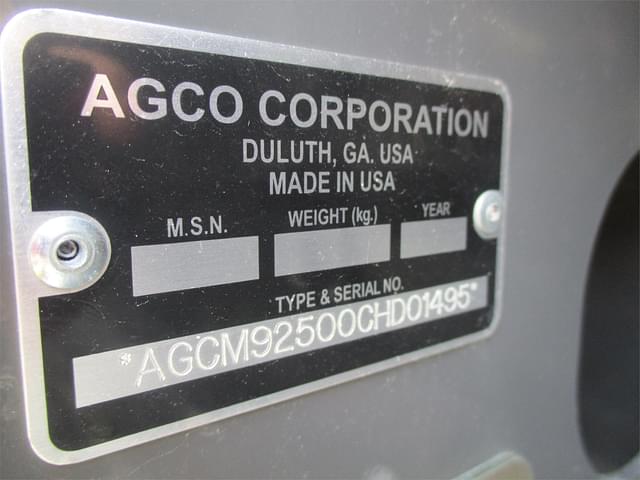 AGCO CORPORATION
DULUTH, GA. USA
MADE IN USA
M.S.N. WEIGHT (kg.) YEAR
TYPE & SERIAL NO.
*AGCM92500CHD01495*